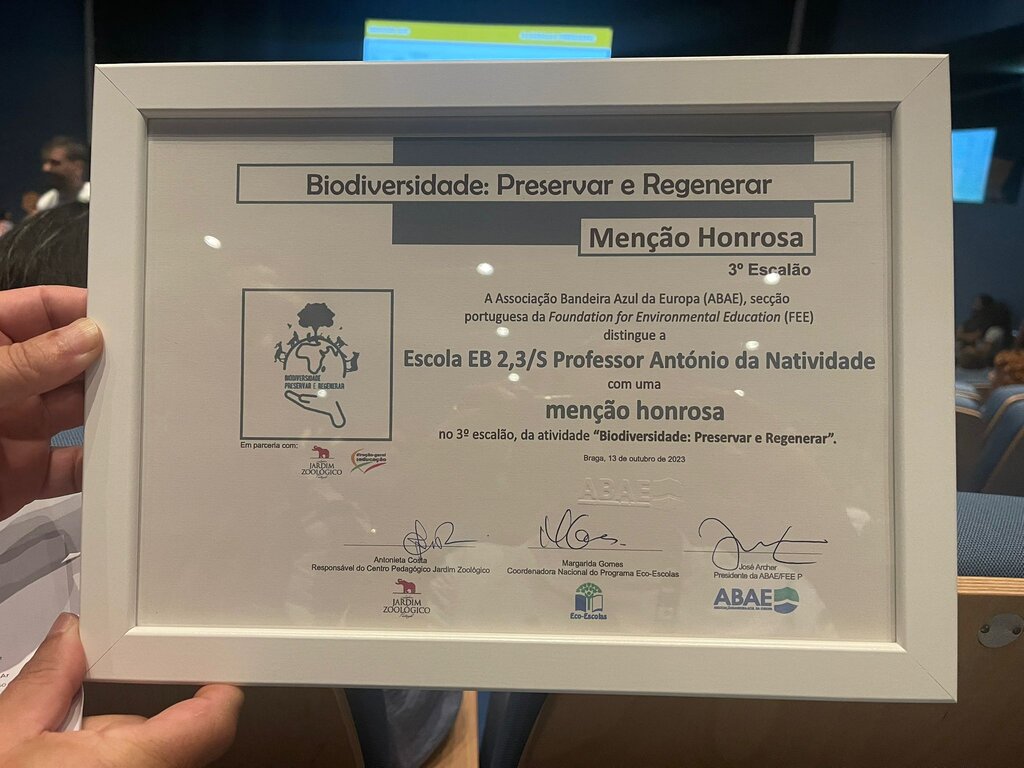 Biodiversidade: Preservar e Regenerar
Menção Honrosa
3º Escalão
A Associação Bandeira Azul da Europa (ABAE), secção
portuguesa da Foundation for Environmental Education (FEE)
distingue a
Escola EB 2,3/S Professor António da Natividade
com uma
menção honrosa
no 3º escalão, da atividade “Biodiversidade: Preservar e Regenerar”.
Braga, 13 de outubro de 2023
BIODIVERSIDADE
PRESERVAR E REGENERAR
Em parceria com:
JARDIM
ZOOLÓGICO
direção-geral
educação
ABAE
Antonieta Costa
Responsável do Centro Pedagógico Jardim Zoológico
Margarida Gomes
Coordenadora Nacional do Programa Eco-Escolas
José Archer
Presidente da ABAE/FEE P
JARDIM
ZOOLÓGICO
Eco-Escolas
ABAE